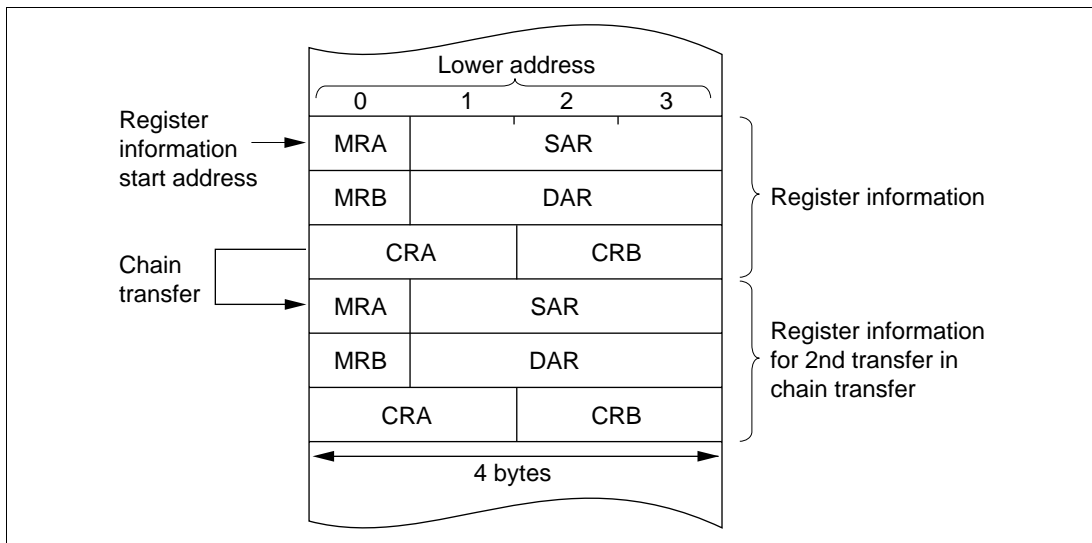 Lower address
0 1 2 3
Register
information
start address
MRA SAR
MRB DAR
CRA CRB
Register information
Chain
transfer
MRA SAR
MRB DAR
CRA CRB
Register information
for 2nd transfer in
chain transfer
4 bytes